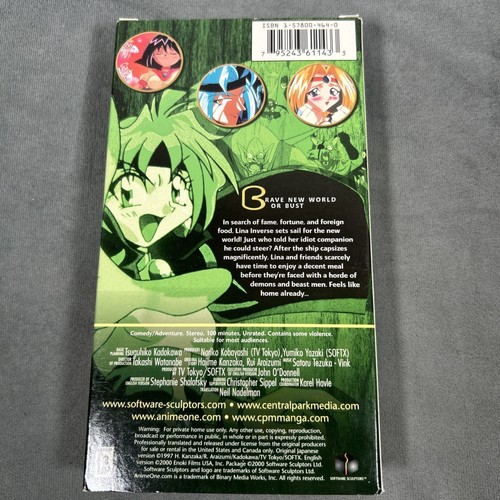 ISBN 1-57800-464-0
7 95243 61143 3
BRAVE NEW WORLD
OR BUST
In search of fame, fortune, and foreign
food, Lina Inverse sets sail for the
new world! Just who told her idiot companion
he could steer? After the ship capsizes
magnificently, Lina and friends scarcely
have time to enjoy a decent meal
before they're faced with a horde of
demons and beast men. Feels like
home already...
Comedy/Adventure. Stereo. 100 minutes. Unrated. Contains some violence.
Suitable for most audiences.
Tsuguhiko Kadokawa Noriko Kobayashi (TV Tokyo), Yumiko Yazaki (SOFTX)
Takashi Watanabe Hajime Kanzaka, Rui Araizumi MUSIC BY Satoru Tezuka - Vink
PRODUCED BY TV Tokyo/SOFTX John O'Donnell
Stephanie Shalofsky Christopher Sippel Karel Havle
TRANSLATION Neil Nadelman
www.software-sculptors.com • www.centralparkmedia.com
www.animeone.com • www.cpmmanga.com
Warning: For private home use only. Any other use, copying, reproduction,
broadcast or performance in public, in whole or in part is expressly prohibited.
Professionally translated and released under license from the original producers
for sale or rental in the United States and Canada only. Original Japanese
version ©1997 H. Kanzaka/R. Araizumi/Kadokawa/TV Tokyo/SOFTX. English
version ©2000 Enoki Films USA, Inc. Package ©2000 Software Sculptors Ltd.
Software Sculptors and logo are trademarks of Software Sculptors Ltd.
AnimeOne.com is a trademark of Binary Media Works, Inc. All rights reserved.
SOFTWARE SCULPTORS